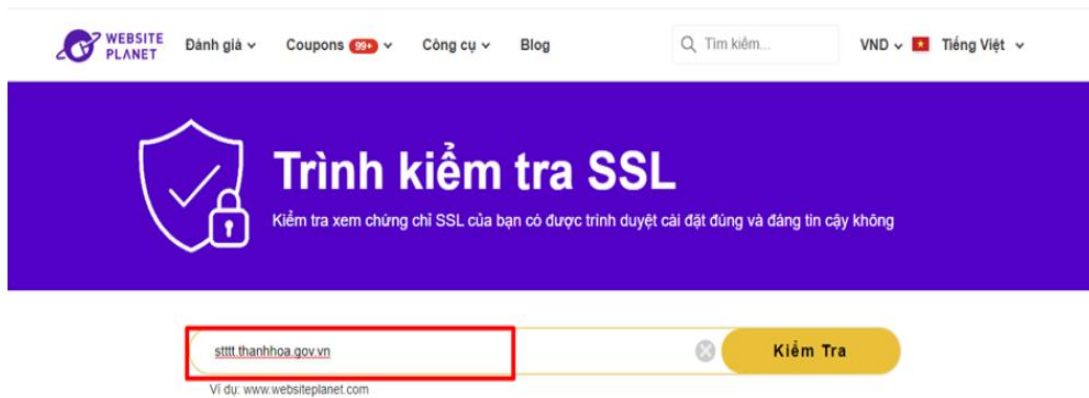 WEBSITE PLANET Đánh giá Coupons 99+ Công cụ Blog Tìm kiếm... VND Tiếng Việt
Trình kiểm tra SSL
Kiểm tra xem chứng chỉ SSL của bạn có được trình duyệt cài đặt đúng và đáng tin cậy không
stttt.thanhhoa.gov.vn Kiểm Tra
Ví dụ: www.websiteplanet.com